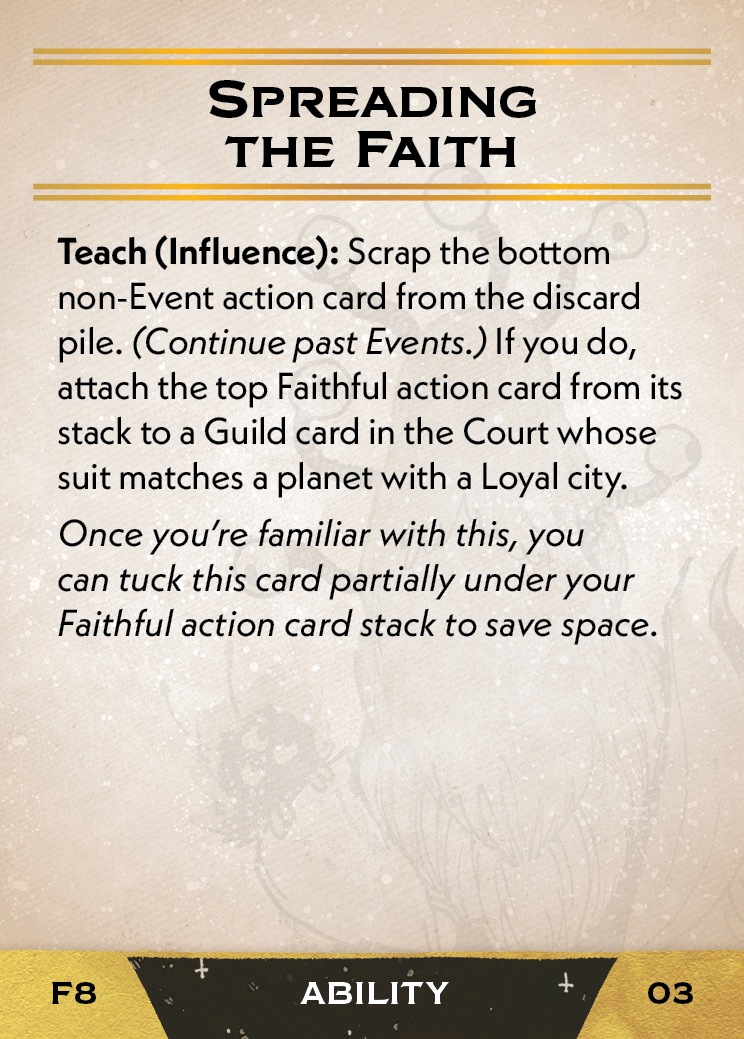 Spreading
the Faith
Teach (Influence): Scrap the bottom
non-Event action card from the discard
pile. (Continue past Events.) If you do,
attach the top Faithful action card from its
stack to a Guild card in the Court whose
suit matches a planet with a Loyal city.
Once you're familiar with this, you
can tuck this card partially under your
Faithful action card stack to save space.
F8 ABILITY 03